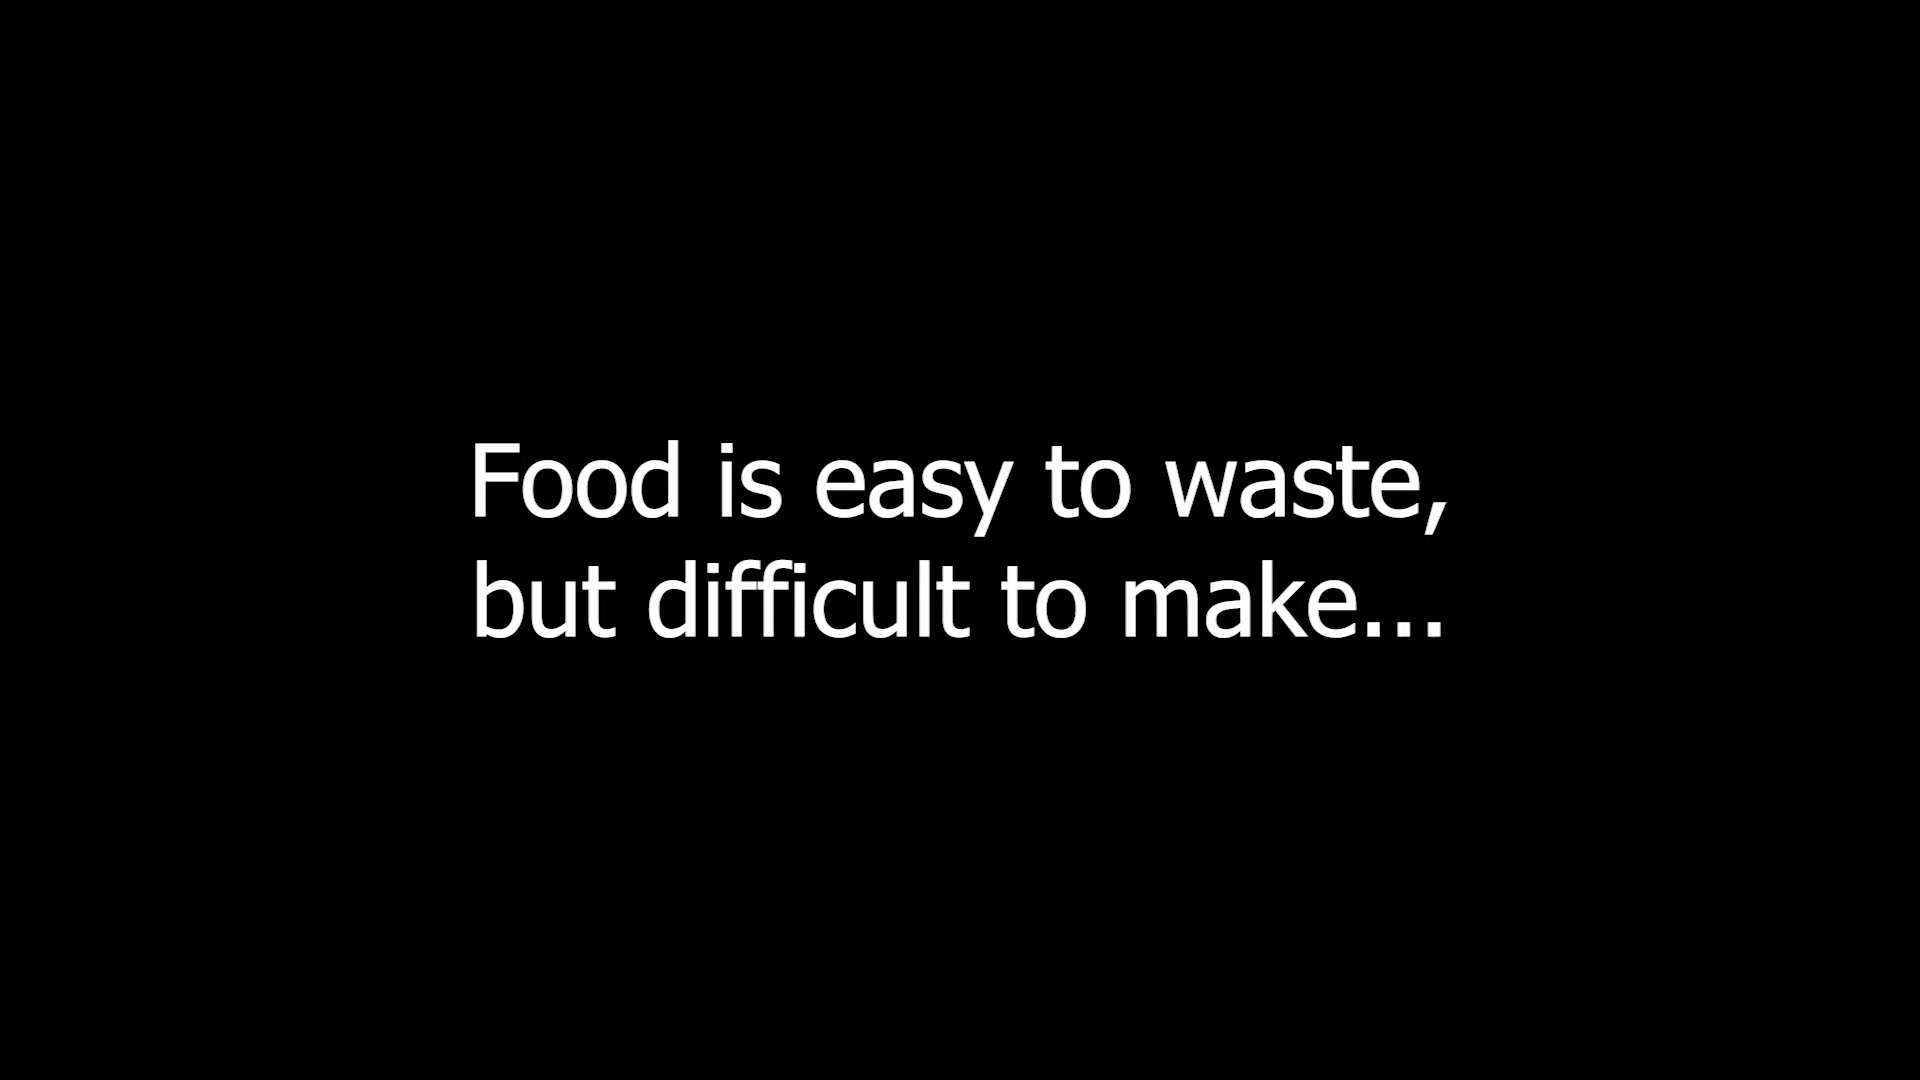 Food is easy to waste,
but difficult to make...